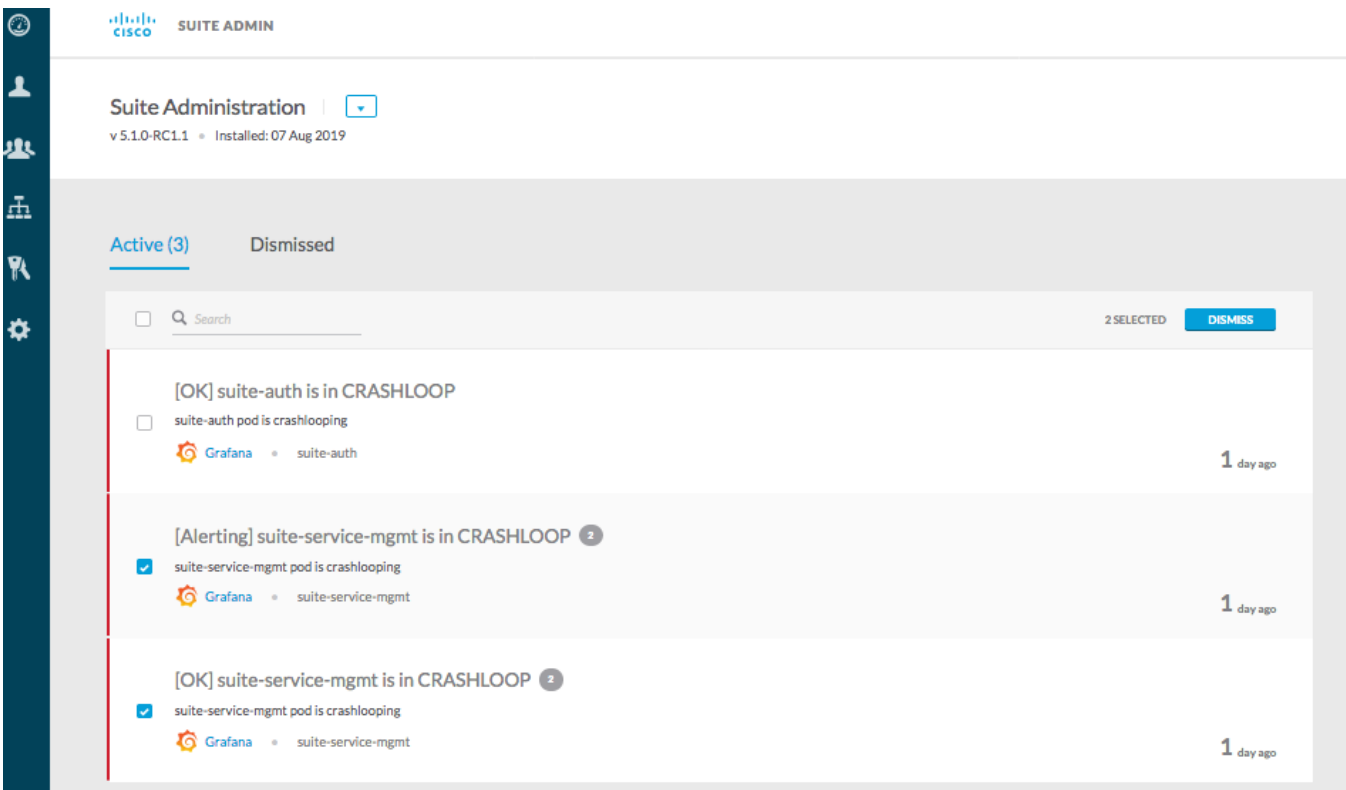 CISCO SUITE ADMIN
Suite Administration
v 5.1.0-RC1.1 Installed: 07 Aug 2019
Active (3) Dismissed
Search 2 SELECTED DISMISS
[OK] suite-auth is in CRASHLOOP
suite-auth pod is crashlooping
Grafana suite-auth
1 day ago
[Alerting] suite-service-mgmt is in CRASHLOOP 2
suite-service-mgmt pod is crashlooping
Grafana suite-service-mgmt
1 day ago
[OK] suite-service-mgmt is in CRASHLOOP 2
suite-service-mgmt pod is crashlooping
Grafana suite-service-mgmt
1 day ago